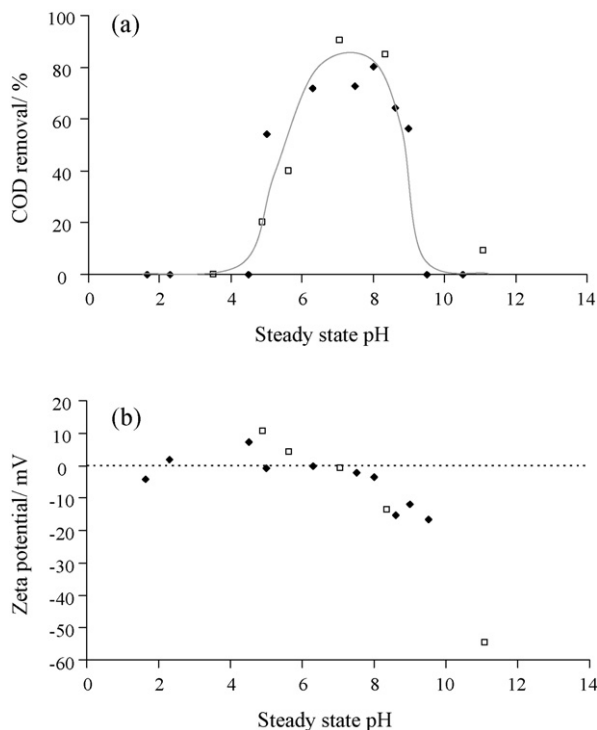 (a)
COD removal/ %
100
80
60
40
20
0
0 2 4 6 8 10 12 14
Steady state pH
(b)
Zeta potential/ mV
20
10
0
-10
-20
-30
-40
-50
-60
0 2 4 6 8 10 12 14
Steady state pH